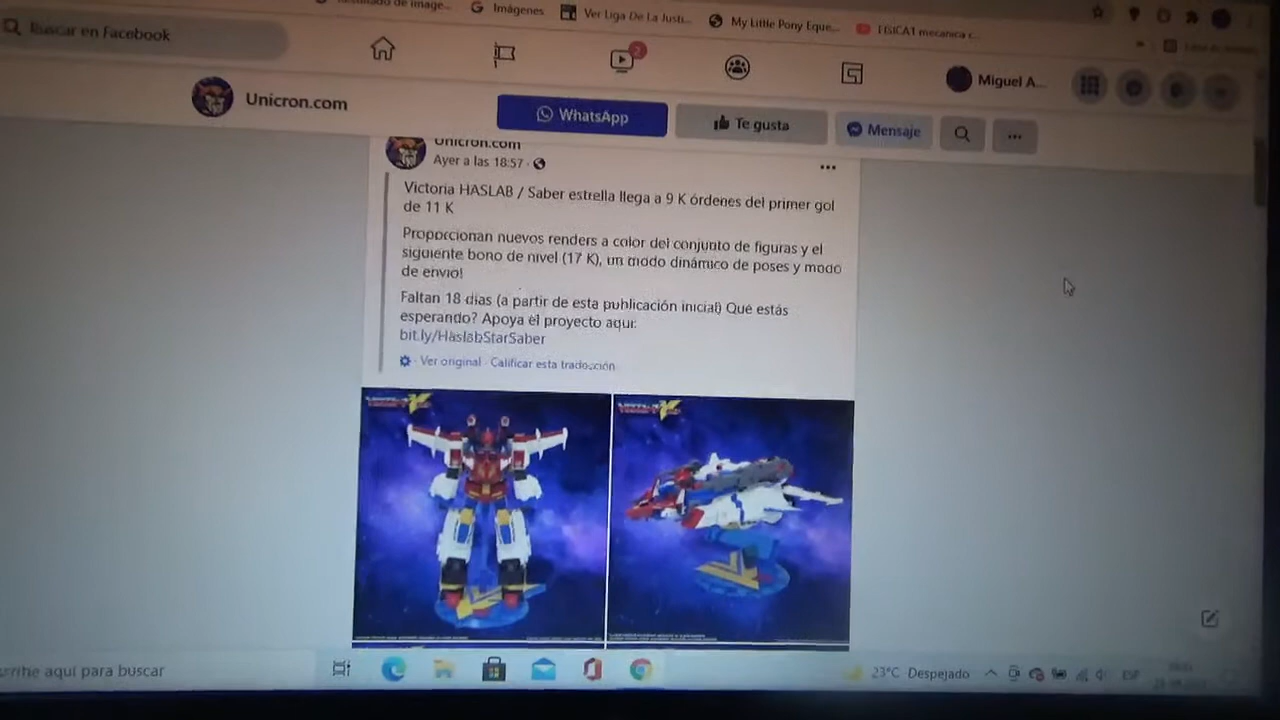 Imágenes
Ver Liga De La Justi...
My Little Pony Eque...
Buscar en Facebook
2
Miguel A...
Unicron.com
WhatsApp
Te gusta
Mensaje
Unicron.com
Ayer a las 18:57
Victoria HASLAB / Saber estrella llega a 9 K órdenes del primer gol
de 11 K
Proporcionan nuevos renders a color del conjunto de figuras y el
siguiente bono de nivel (17 K), un modo dinámico de poses y modo
de envío!
Faltan 18 días (a partir de esta publicación inicial) Qué estás
esperando? Apoya el proyecto aquí:
bit.ly/HaslabStarSaber
Ver original · Calificar esta traducción
aquí para buscar
23°C Despejado
ESP